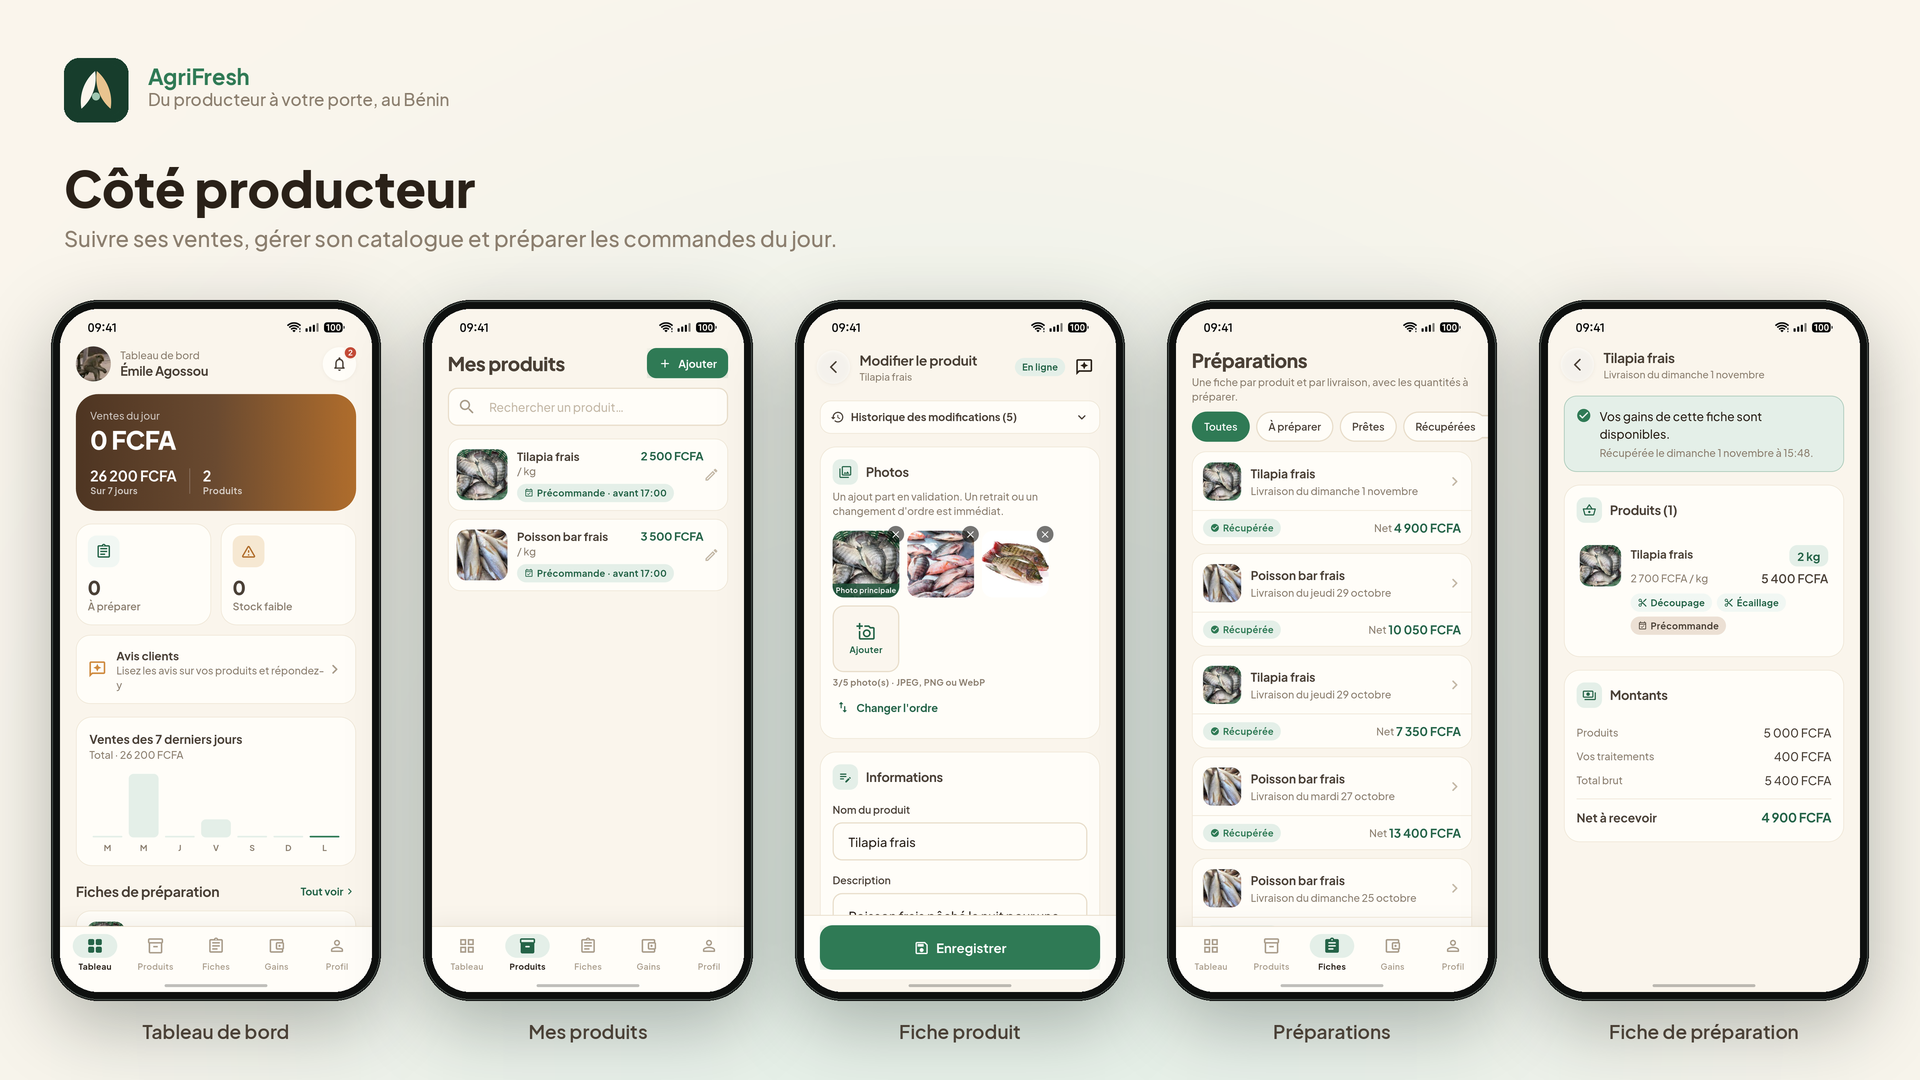 AgriFresh
Du producteur à votre porte, au Bénin
Côté producteur
Suivre ses ventes, gérer son catalogue et préparer les commandes du jour.
09:41
100
Tableau de bord
Émile Agossou
2
Ventes du jour
0 FCFA
26 200 FCFA
Sur 7 jours
2
Produits
0
À préparer
0
Stock faible
Avis clients
Lisez les avis sur vos produits et répondez-
y
Ventes des 7 derniers jours
Total · 26 200 FCFA
M M J V S D L
Fiches de préparation
Tout voir
Tableau Produits Fiches Gains Profil
Tableau de bord
09:41
100
Mes produits
+ Ajouter
Rechercher un produit...
Tilapia frais
2 500 FCFA
/ kg
Précommande · avant 17:00
Poisson bar frais
3 500 FCFA
/ kg
Précommande · avant 17:00
Tableau Produits Fiches Gains Profil
Mes produits
09:41
100
Modifier le produit
Tilapia frais
En ligne
Historique des modifications (5)
Photos
Un ajout part en validation. Un retrait ou un
changement d'ordre est immédiat.
Photo principale
Ajouter
3/5 photo(s) · JPEG, PNG ou WebP
Changer l'ordre
Informations
Nom du produit
Tilapia frais
Description
Enregistrer
Fiche produit
09:41
100
Préparations
Une fiche par produit et par livraison, avec les quantités à
préparer.
Toutes À préparer Prêtes Récupérées
Tilapia frais
Livraison du dimanche 1 novembre
Récupérée
Net 4 900 FCFA
Poisson bar frais
Livraison du jeudi 29 octobre
Récupérée
Net 10 050 FCFA
Tilapia frais
Livraison du jeudi 29 octobre
Récupérée
Net 7 350 FCFA
Poisson bar frais
Livraison du mardi 27 octobre
Récupérée
Net 13 400 FCFA
Poisson bar frais
Livraison du dimanche 25 octobre
Tableau Produits Fiches Gains Profil
Préparations
09:41
100
Tilapia frais
Livraison du dimanche 1 novembre
Vos gains de cette fiche sont
disponibles.
Récupérée le dimanche 1 novembre à 15:48.
Produits (1)
Tilapia frais
2 kg
2 700 FCFA / kg
5 400 FCFA
Découpage
Écaillage
Précommande
Montants
Produits
5 000 FCFA
Vos traitements
400 FCFA
Total brut
5 400 FCFA
Net à recevoir
4 900 FCFA
Fiche de préparation